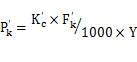 P′k = K′c × F′k/1000 × Y